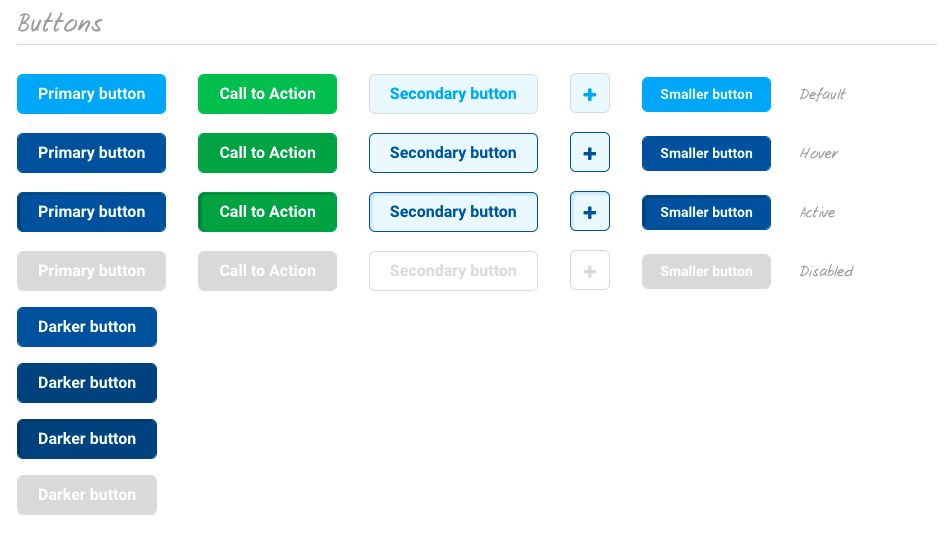 Buttons
Primary button Call to Action Secondary button + Smaller button Default
Primary button Call to Action Secondary button + Smaller button Hover
Primary button Call to Action Secondary button + Smaller button Active
Primary button Call to Action Secondary button + Smaller button Disabled
Darker button
Darker button
Darker button
Darker button